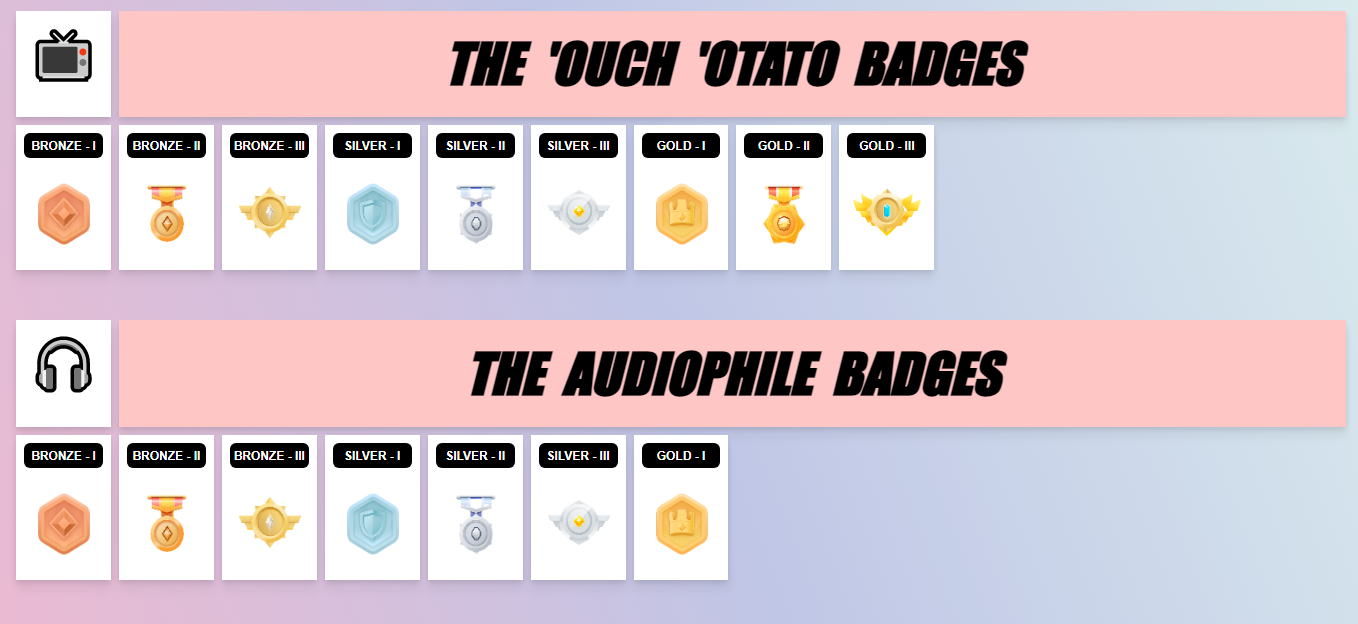 THE 'OUCH 'OTATO BADGES
BRONZE - I BRONZE - II BRONZE - III SILVER - I SILVER - II SILVER - III GOLD - I GOLD - II GOLD - III
THE AUDIOPHILE BADGES
BRONZE - I BRONZE - II BRONZE - III SILVER - I SILVER - II SILVER - III GOLD - I